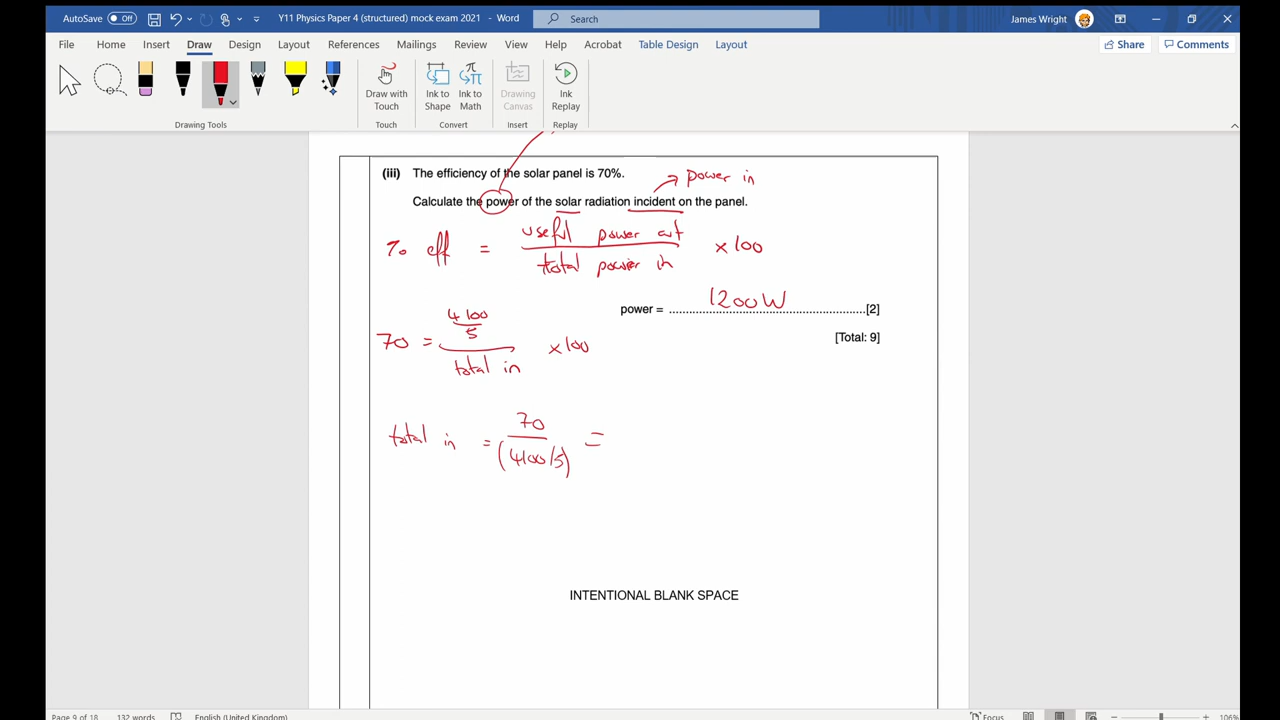 AutoSave Off Y11 Physics Paper 4 (structured) mock exam 2021 - Word Search James Wright
File Home Insert Draw Design Layout References Mailings Review View Help Acrobat Table Design Layout Share Comments
Draw with Touch Ink to Shape Ink to Math Drawing Canvas Ink Replay
Drawing Tools Touch Convert Insert Replay
(iii) The efficiency of the solar panel is 70%.
power in
Calculate the power of the solar radiation incident on the panel.
% eff = useful power out / total power in × 100
power = 1200W [2]
[Total: 9]
70 = 4100 / 5 / total in × 100
total in = 70 / (4100/5) =
INTENTIONAL BLANK SPACE
Page 9 of 18 132 words English (United Kingdom) Focus 106%